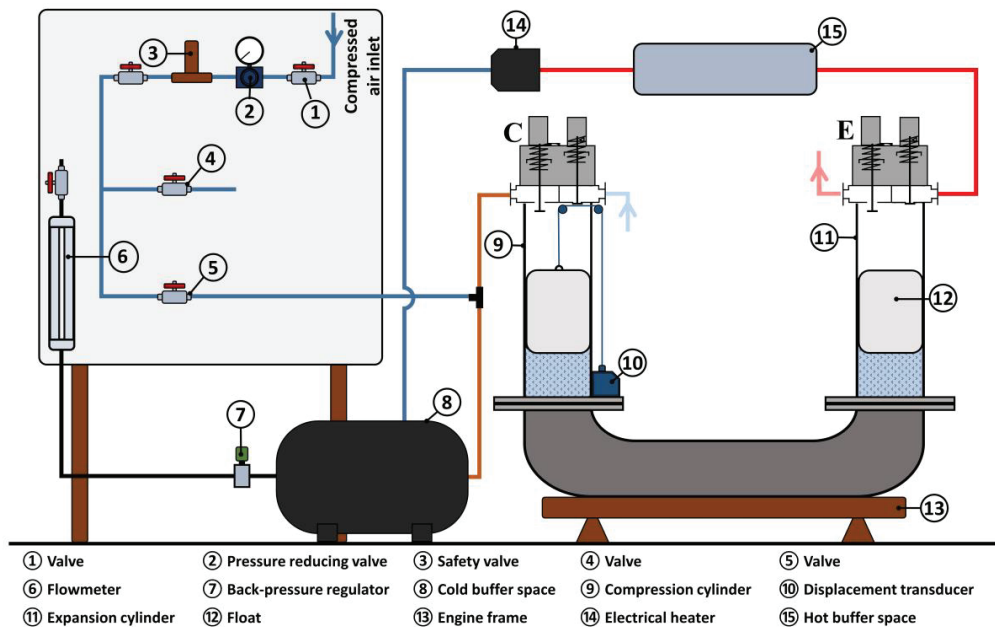 ③
②
①
Compressed
air inlet
④
⑤
⑥
⑦
⑧
C
⑨
⑩
E
⑪
⑫
⑬
⑭
⑮
① Valve
② Pressure reducing valve
③ Safety valve
④ Valve
⑤ Valve
⑥ Flowmeter
⑦ Back-pressure regulator
⑧ Cold buffer space
⑨ Compression cylinder
⑩ Displacement transducer
⑪ Expansion cylinder
⑫ Float
⑬ Engine frame
⑭ Electrical heater
⑮ Hot buffer space